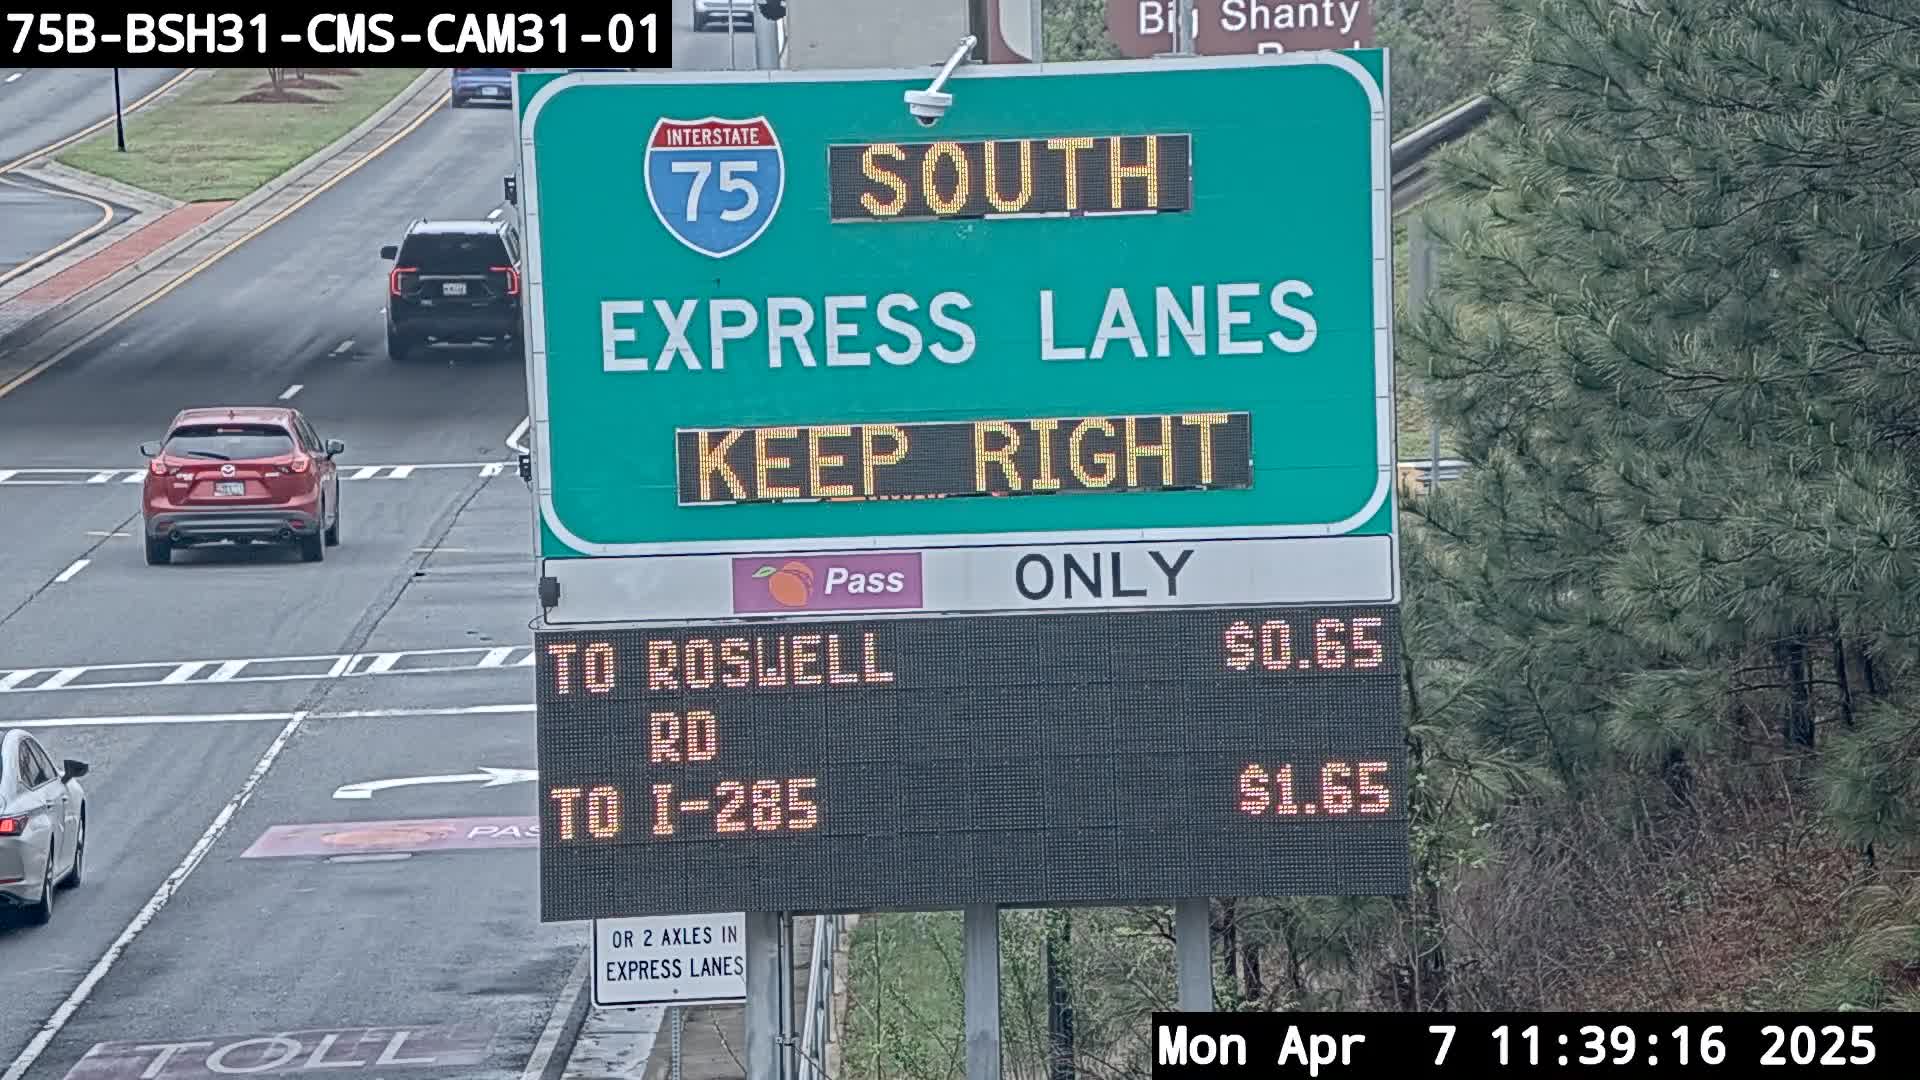 75B-BSH31-CMS-CAM31-01
Big Shanty
Road
INTERSTATE
75
SOUTH
EXPRESS LANES
KEEP RIGHT
Pass ONLY
TO ROSWELL $0.65
RD
TO I-285 $1.65
OR 2 AXLES IN
EXPRESS LANES
PAS
TOLL
Mon Apr 7 11:39:16 2025